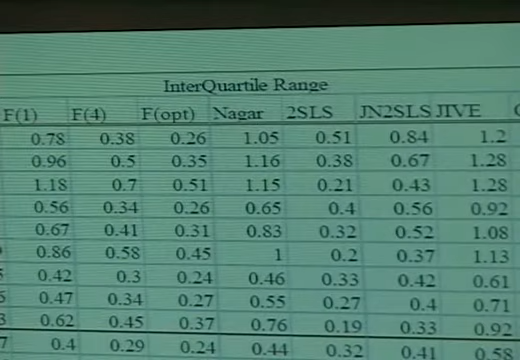 InterQuartile Range
F(1) F(4) F(opt) Nagar 2SLS JN2SLS JIVE
0.78 0.38 0.26 1.05 0.51 0.84 1.2
0.96 0.5 0.35 1.16 0.38 0.67 1.28
1.18 0.7 0.51 1.15 0.21 0.43 1.28
0.56 0.34 0.26 0.65 0.4 0.56 0.92
0.67 0.41 0.31 0.83 0.32 0.52 1.08
0.86 0.58 0.45 1 0.2 0.37 1.13
0.42 0.3 0.24 0.46 0.33 0.42 0.61
0.47 0.34 0.27 0.55 0.27 0.4 0.71
3 0.62 0.45 0.37 0.76 0.19 0.33 0.92
7 0.4 0.29 0.24 0.44 0.32 0.41 0.58